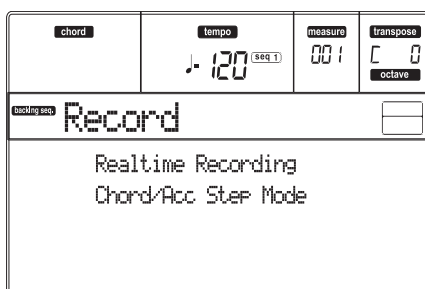 chord
tempo
measure
transpose
♩- 120 seq 1)
001
C 0
octave
backing seq.
Record
Realtime Recording
Chord/Acc Step Mode